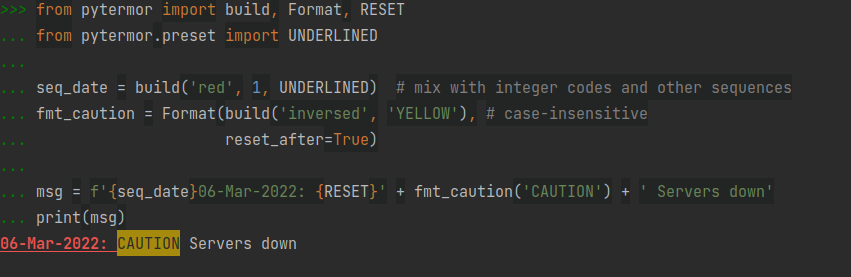 >>> from pytermor import build, Format, RESET
... from pytermor.preset import UNDERLINED
...
... seq_date = build('red', 1, UNDERLINED)  # mix with integer codes and other sequences
... fmt_caution = Format(build('inversed', 'YELLOW'), # case-insensitive
...                      reset_after=True)
...
... msg = f'{seq_date}06-Mar-2022: {RESET}' + fmt_caution('CAUTION') + ' Servers down'
... print(msg)
06-Mar-2022: CAUTION Servers down